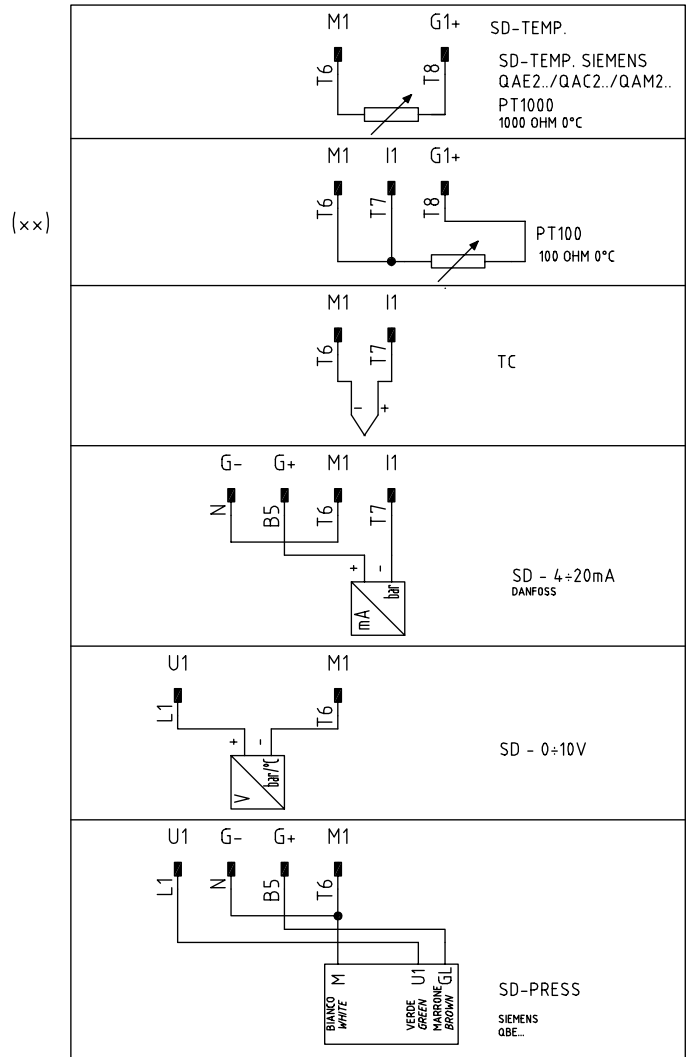 (xx)
M1 G1+ SD-TEMP.
T6 T8
SD-TEMP. SIEMENS
QAE2../QAC2../QAM2..
PT1000
1000 OHM 0°C
M1 I1 G1+
T6 T7 T8
PT100
100 OHM 0°C
M1 I1
T6 T7
TC
- +
G- G+ M1 I1
N B5 T6 T7
+ -
mA bar
SD - 4÷20mA
DANFOSS
U1 M1
L1 T6
+ -
V bar/°C
SD - 0÷10V
U1 G- G+ M1
L1 N B5 T6
M U1 GL
BIANCO
WHITE
VERDE
GREEN
MARRONE
BROWN
SD-PRESS
SIEMENS
QBE...